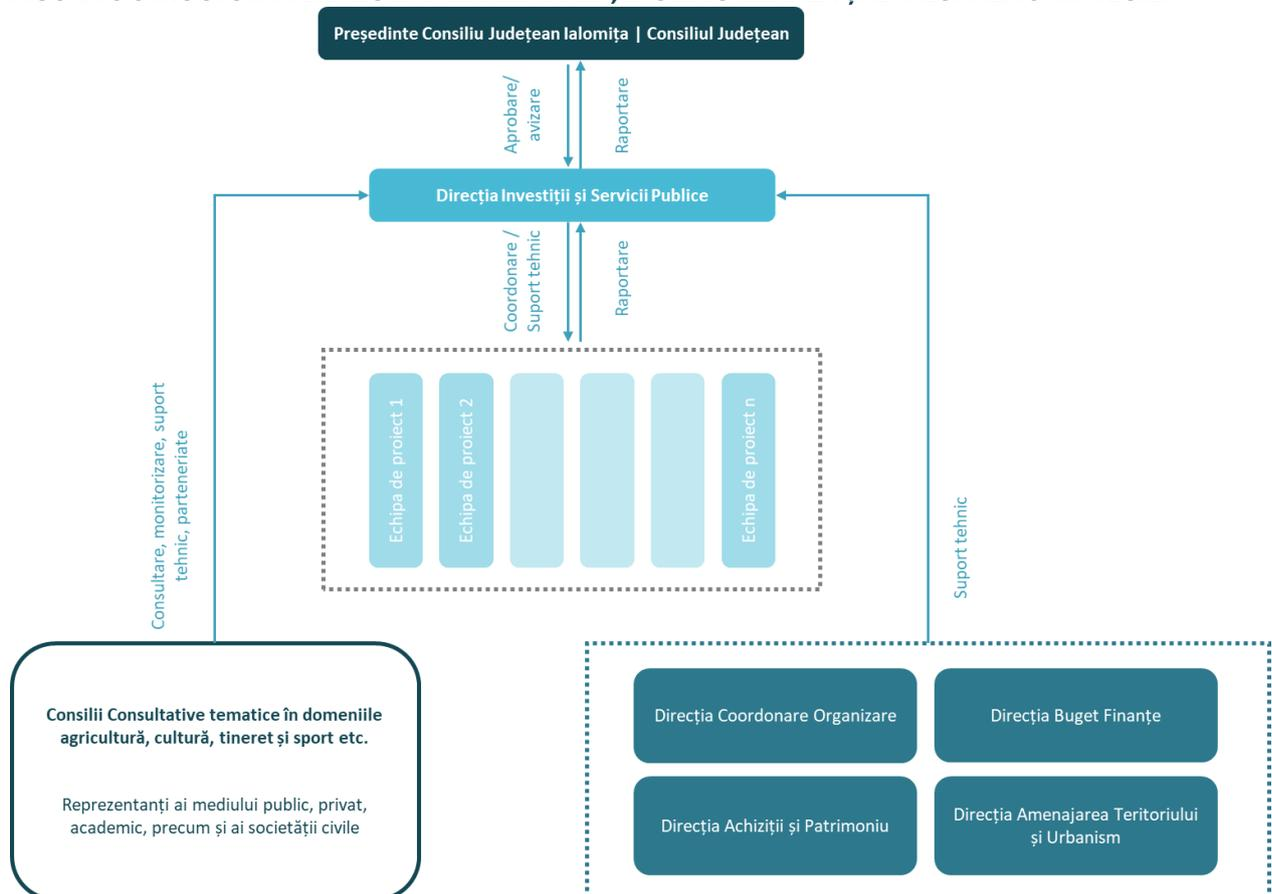 Președinte Consiliu Județean Ialomița | Consiliul Județean
Aprobare/
avizare
Raportare
Direcția Investiții și Servicii Publice
Coordonare /
Suport tehnic
Raportare
Echipa de proiect 1
Echipa de proiect 2
Echipa de proiect n
Consultare, monitorizare, suport
tehnic, parteneriate
Suport tehnic
Consilii Consultative tematice în domeniile
agricultură, cultură, tineret și sport etc.
Reprezentanți ai mediului public, privat,
academic, precum și ai societății civile
Direcția Coordonare Organizare
Direcția Buget Finanțe
Direcția Achiziții și Patrimoniu
Direcția Amenajarea Teritoriului
și Urbanism